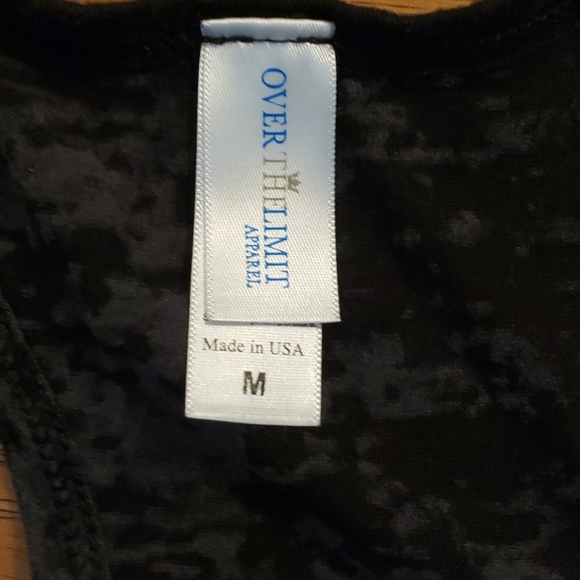 OVER THE LIMIT
APPAREL
Made in USA
M